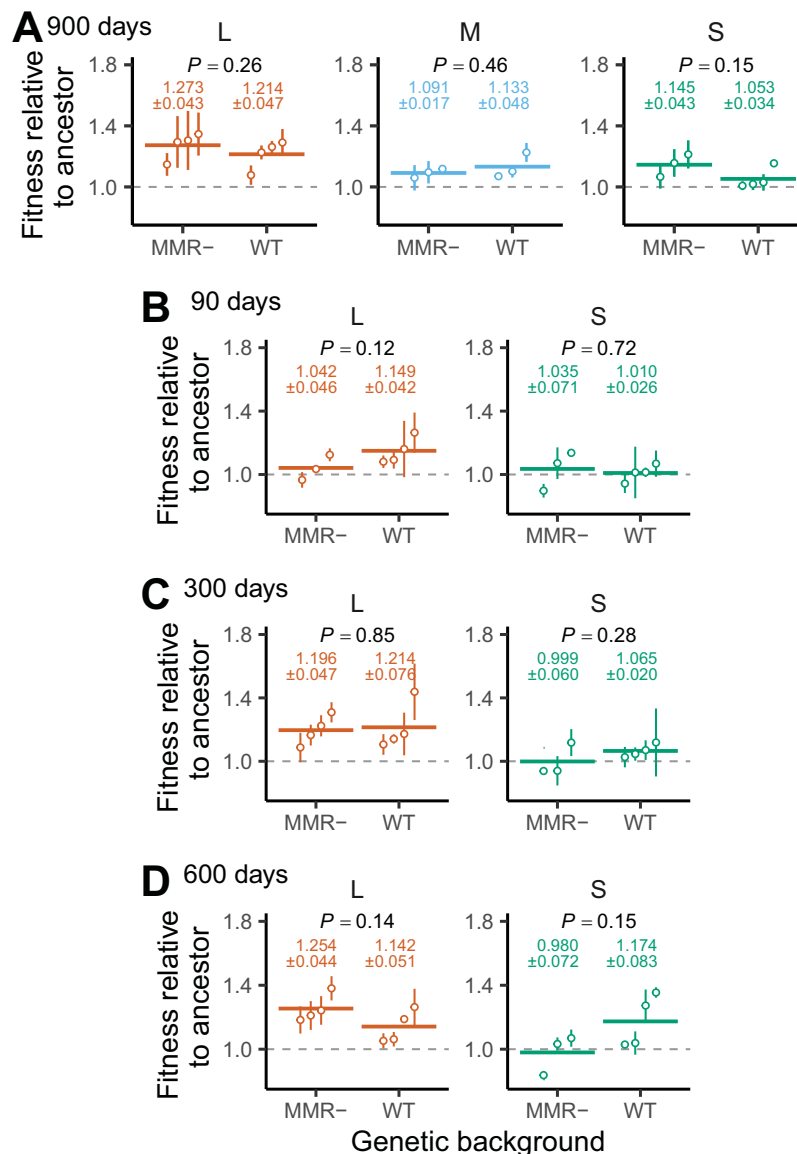 A 900 days
L M S
Fitness relative
to ancestor
1.8
1.4
1.0
P = 0.26
1.273
±0.043
1.214
±0.047
MMR− WT
P = 0.46
1.091
±0.017
1.133
±0.048
MMR− WT
P = 0.15
1.145
±0.043
1.053
±0.034
MMR− WT
B 90 days
L S
Fitness relative
to ancestor
1.8
1.4
1.0
P = 0.12
1.042
±0.046
1.149
±0.042
MMR− WT
P = 0.72
1.035
±0.071
1.010
±0.026
MMR− WT
C 300 days
L S
Fitness relative
to ancestor
1.8
1.4
1.0
P = 0.85
1.196
±0.047
1.214
±0.076
MMR− WT
P = 0.28
0.999
±0.060
1.065
±0.020
MMR− WT
D 600 days
L S
Fitness relative
to ancestor
1.8
1.4
1.0
P = 0.14
1.254
±0.044
1.142
±0.051
MMR− WT
P = 0.15
0.980
±0.072
1.174
±0.083
MMR− WT
Genetic background